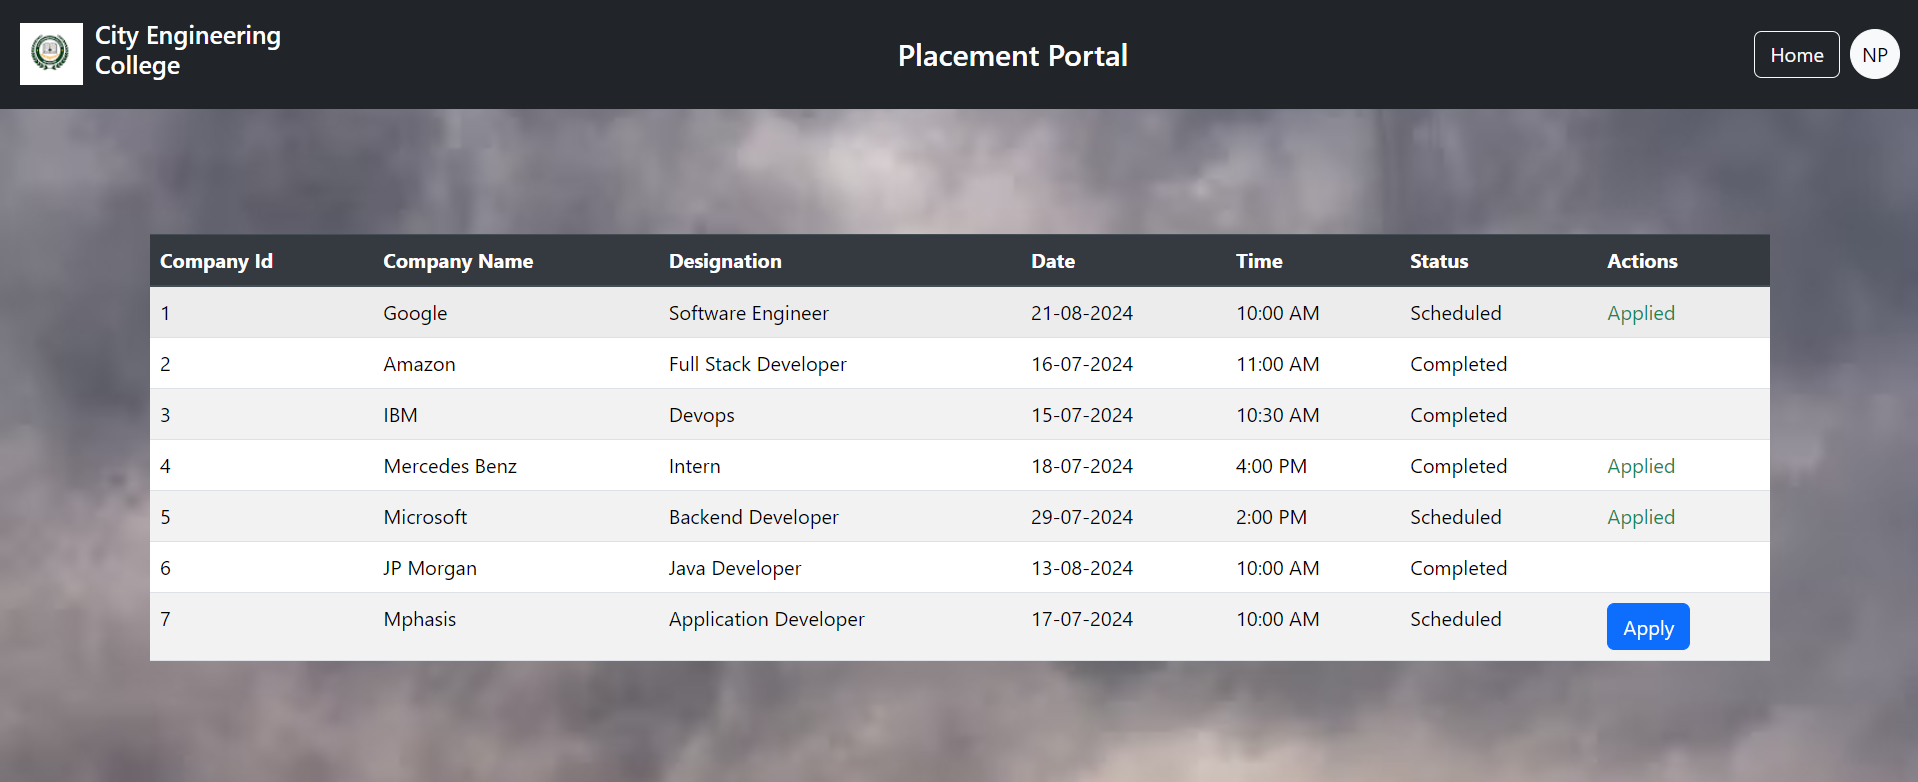 City Engineering
College
Placement Portal
Home
NP
Company Id Company Name Designation Date Time Status Actions
1 Google Software Engineer 21-08-2024 10:00 AM Scheduled Applied
2 Amazon Full Stack Developer 16-07-2024 11:00 AM Completed
3 IBM Devops 15-07-2024 10:30 AM Completed
4 Mercedes Benz Intern 18-07-2024 4:00 PM Completed Applied
5 Microsoft Backend Developer 29-07-2024 2:00 PM Scheduled Applied
6 JP Morgan Java Developer 13-08-2024 10:00 AM Completed
7 Mphasis Application Developer 17-07-2024 10:00 AM Scheduled Apply